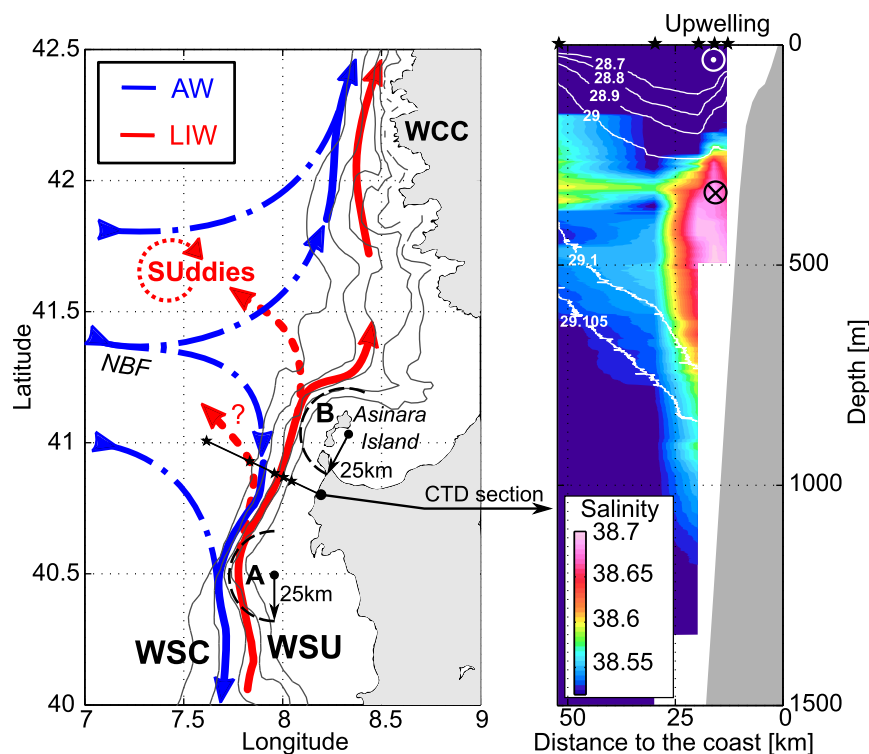 42.5
42
41.5
41
40.5
40
Latitude
7
7.5
8
8.5
9
Longitude
AW
LIW
WCC
SUddies
NBF
?
B
Asinara
Island
25km
CTD section
A
25km
WSC
WSU
Upwelling
0
500
1000
1500
Depth [m]
28.7
28.8
28.9
29
29.1
29.105
Salinity
38.7
38.65
38.6
38.55
50
25
0
Distance to the coast [km]